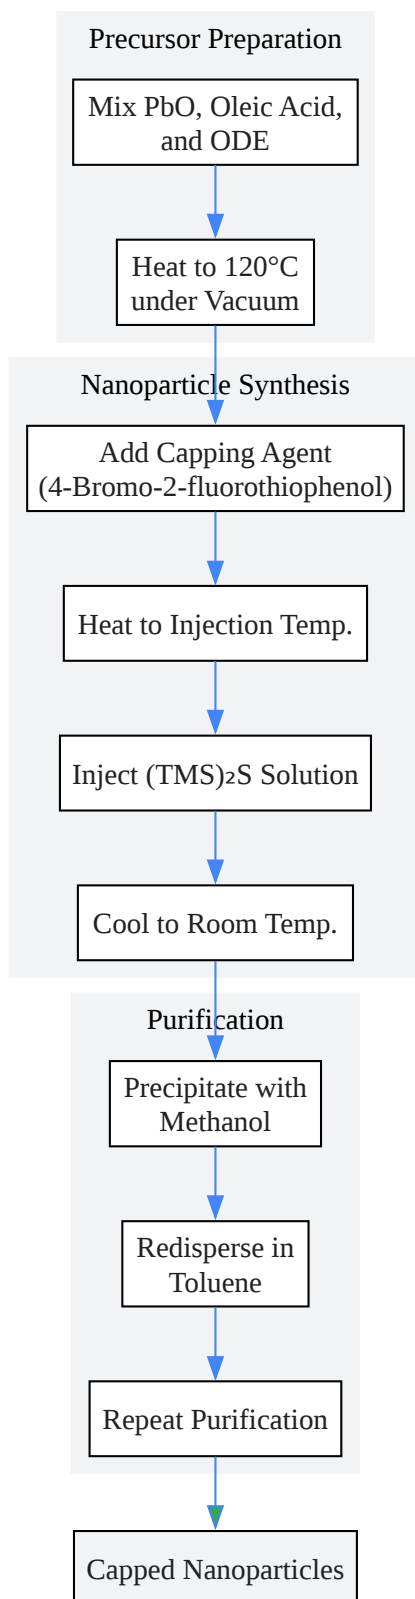 Precursor Preparation
Mix PbO, Oleic Acid,
and ODE
Heat to 120°C
under Vacuum
Nanoparticle Synthesis
Add Capping Agent
(4-Bromo-2-fluorothiophenol)
Heat to Injection Temp.
Inject (TMS)₂S Solution
Cool to Room Temp.
Purification
Precipitate with
Methanol
Redisperse in
Toluene
Repeat Purification
Capped Nanoparticles